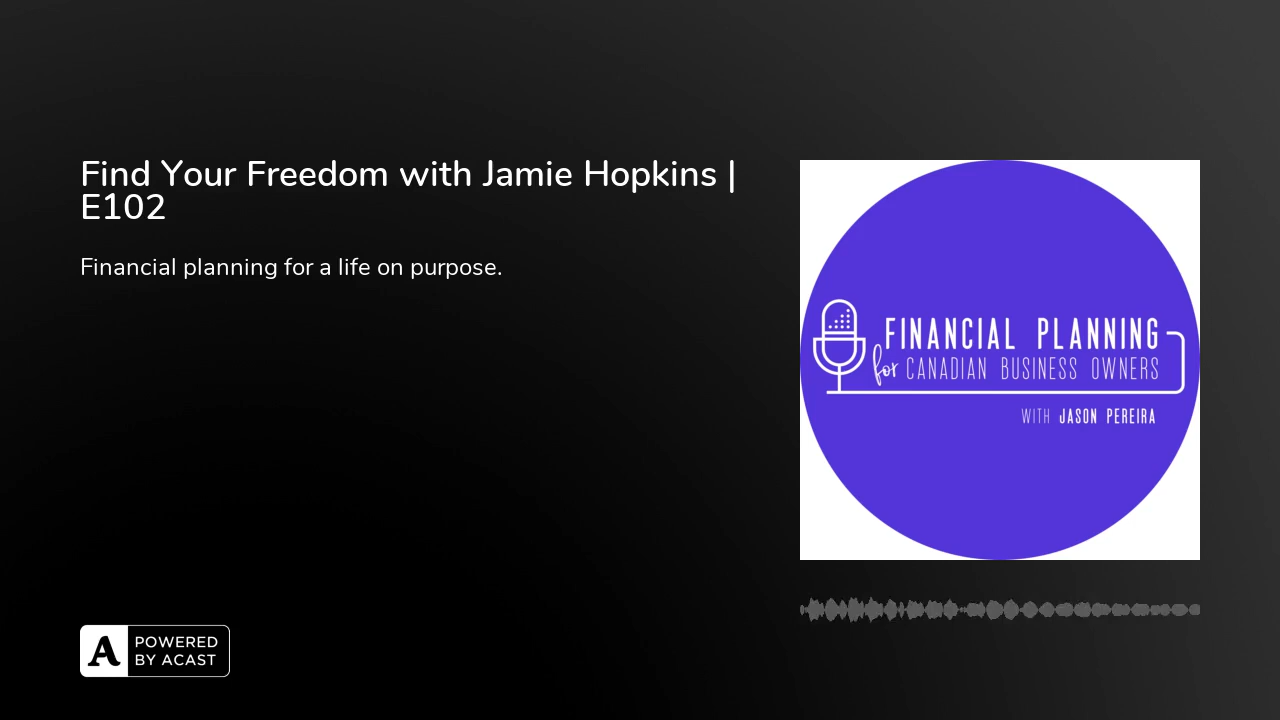 Find Your Freedom with Jamie Hopkins |
E102
Financial planning for a life on purpose.
FINANCIAL PLANNING
for CANADIAN BUSINESS OWNERS
WITH JASON PEREIRA
A
POWERED
BY ACAST